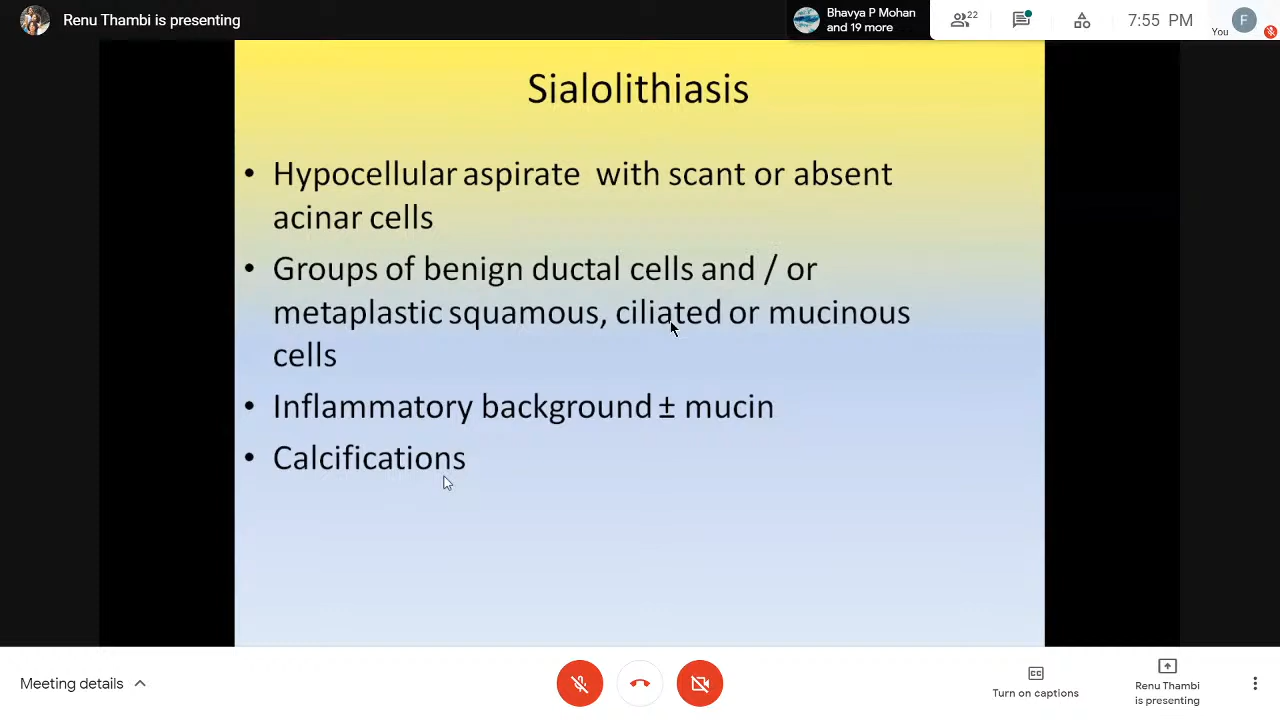 Renu Thambi is presenting
Bhavya P Mohan
and 19 more
22
7:55 PM
You
F
Sialolithiasis
• Hypocellular aspirate with scant or absent
acinar cells
• Groups of benign ductal cells and / or
metaplastic squamous, ciliated or mucinous
cells
• Inflammatory background ± mucin
• Calcifications
Meeting details
CC
Turn on captions
Renu Thambi
is presenting